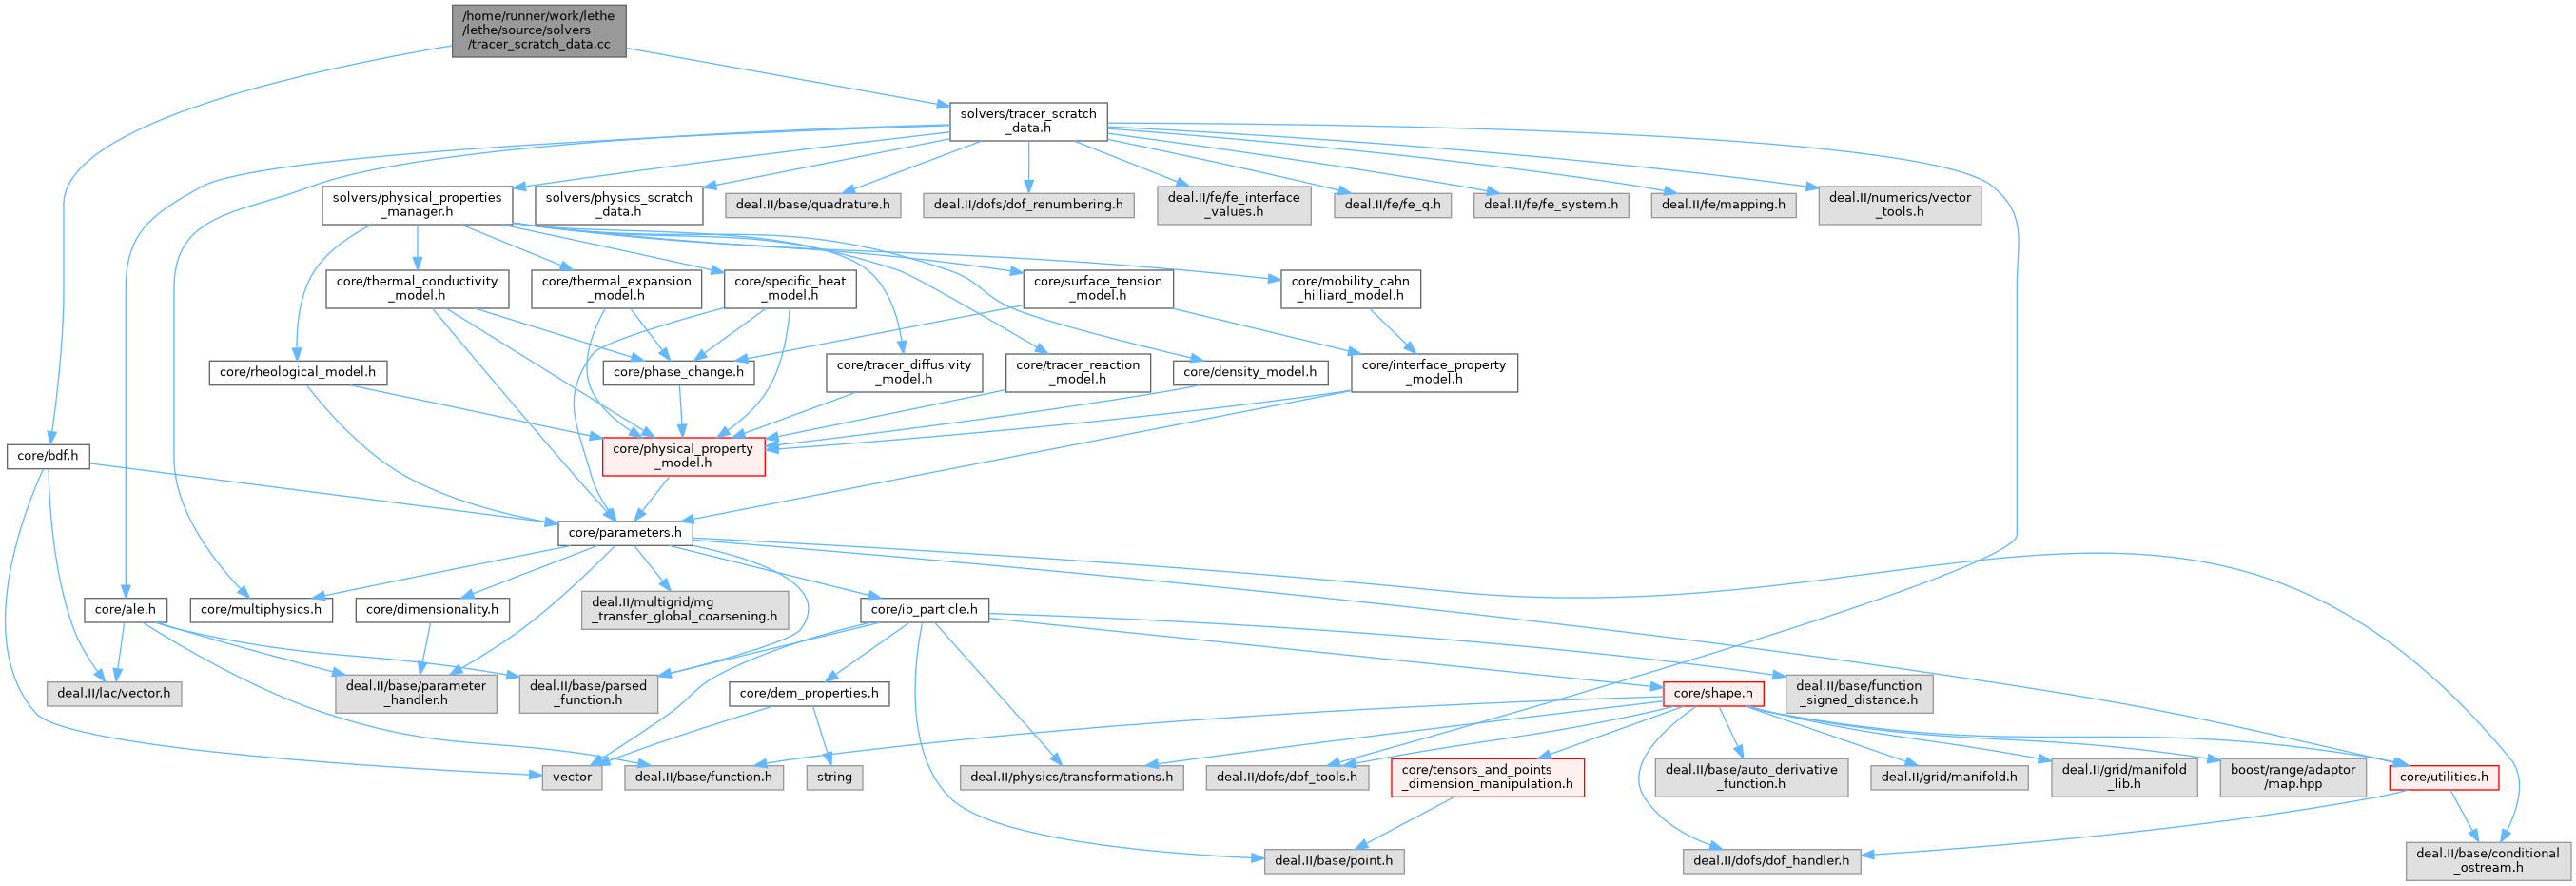 /home/runner/work/lethe
/lethe/source/solvers
/tracer_scratch_data.cc
solvers/tracer_scratch
_data.h
solvers/physical_properties
_manager.h
solvers/physics_scratch
_data.h
deal.II/base/quadrature.h
deal.II/dofs/dof_renumbering.h
deal.II/fe/fe_interface
_values.h
deal.II/fe/fe_q.h
deal.II/fe/fe_system.h
deal.II/fe/mapping.h
deal.II/numerics/vector
_tools.h
core/thermal_conductivity
_model.h
core/thermal_expansion
_model.h
core/specific_heat
_model.h
core/surface_tension
_model.h
core/mobility_cahn
_hilliard_model.h
core/rheological_model.h
core/phase_change.h
core/tracer_diffusivity
_model.h
core/tracer_reaction
_model.h
core/density_model.h
core/interface_property
_model.h
core/bdf.h
core/physical_property
_model.h
core/parameters.h
core/ale.h
core/multiphysics.h
core/dimensionality.h
deal.II/multigrid/mg
_transfer_global_coarsening.h
core/ib_particle.h
deal.II/lac/vector.h
deal.II/base/parameter
_handler.h
deal.II/base/parsed
_function.h
core/dem_properties.h
core/shape.h
deal.II/base/function
_signed_distance.h
vector
deal.II/base/function.h
string
deal.II/physics/transformations.h
deal.II/dofs/dof_tools.h
core/tensors_and_points
_dimension_manipulation.h
deal.II/base/auto_derivative
_function.h
deal.II/grid/manifold.h
deal.II/grid/manifold
_lib.h
boost/range/adaptor
/map.hpp
core/utilities.h
deal.II/base/point.h
deal.II/dofs/dof_handler.h
deal.II/base/conditional
_ostream.h